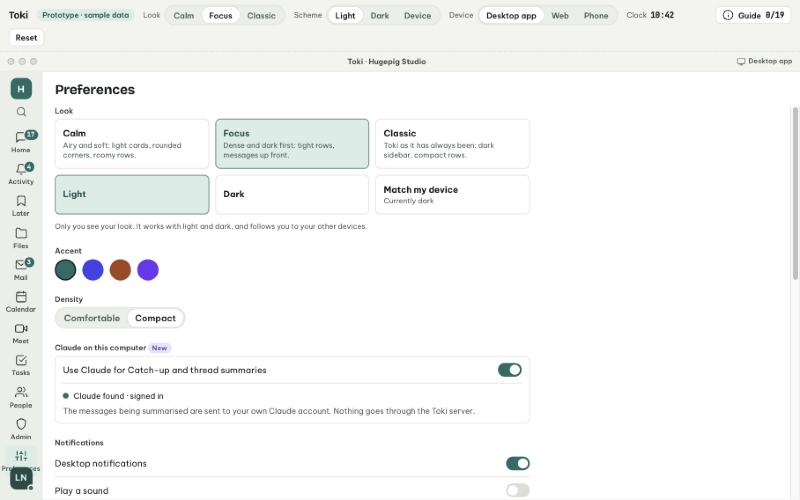 Toki Prototype · sample data Look Calm Focus Classic Scheme Light Dark Device Device Desktop app Web Phone Clock 10:42 Guide 0/19
Reset
Toki · Hugepig Studio Desktop app
H
17
Home
4
Activity
Later
Files
3
Mail
Calendar
Meet
Tasks
People
Admin
LN
Preferences
Look
Calm
Airy and soft: light cards, rounded
corners, roomy rows.
Focus
Dense and dark first: tight rows,
messages up front.
Classic
Toki as it has always been: dark
sidebar, compact rows.
Light
Dark
Match my device
Currently dark
Only you see your look. It works with light and dark, and follows you to your other devices.
Accent
Density
Comfortable Compact
Claude on this computer New
Use Claude for Catch-up and thread summaries
Claude found · signed in
The messages being summarised are sent to your own Claude account. Nothing goes through the Toki server.
Notifications
Desktop notifications
Play a sound